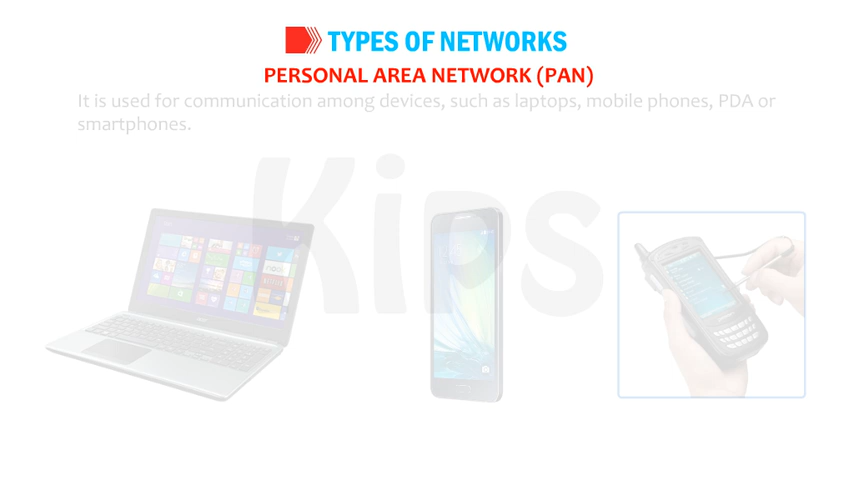 TYPES OF NETWORKS
PERSONAL AREA NETWORK (PAN)
It is used for communication among devices, such as laptops, mobile phones, PDA or
smartphones.
Kips